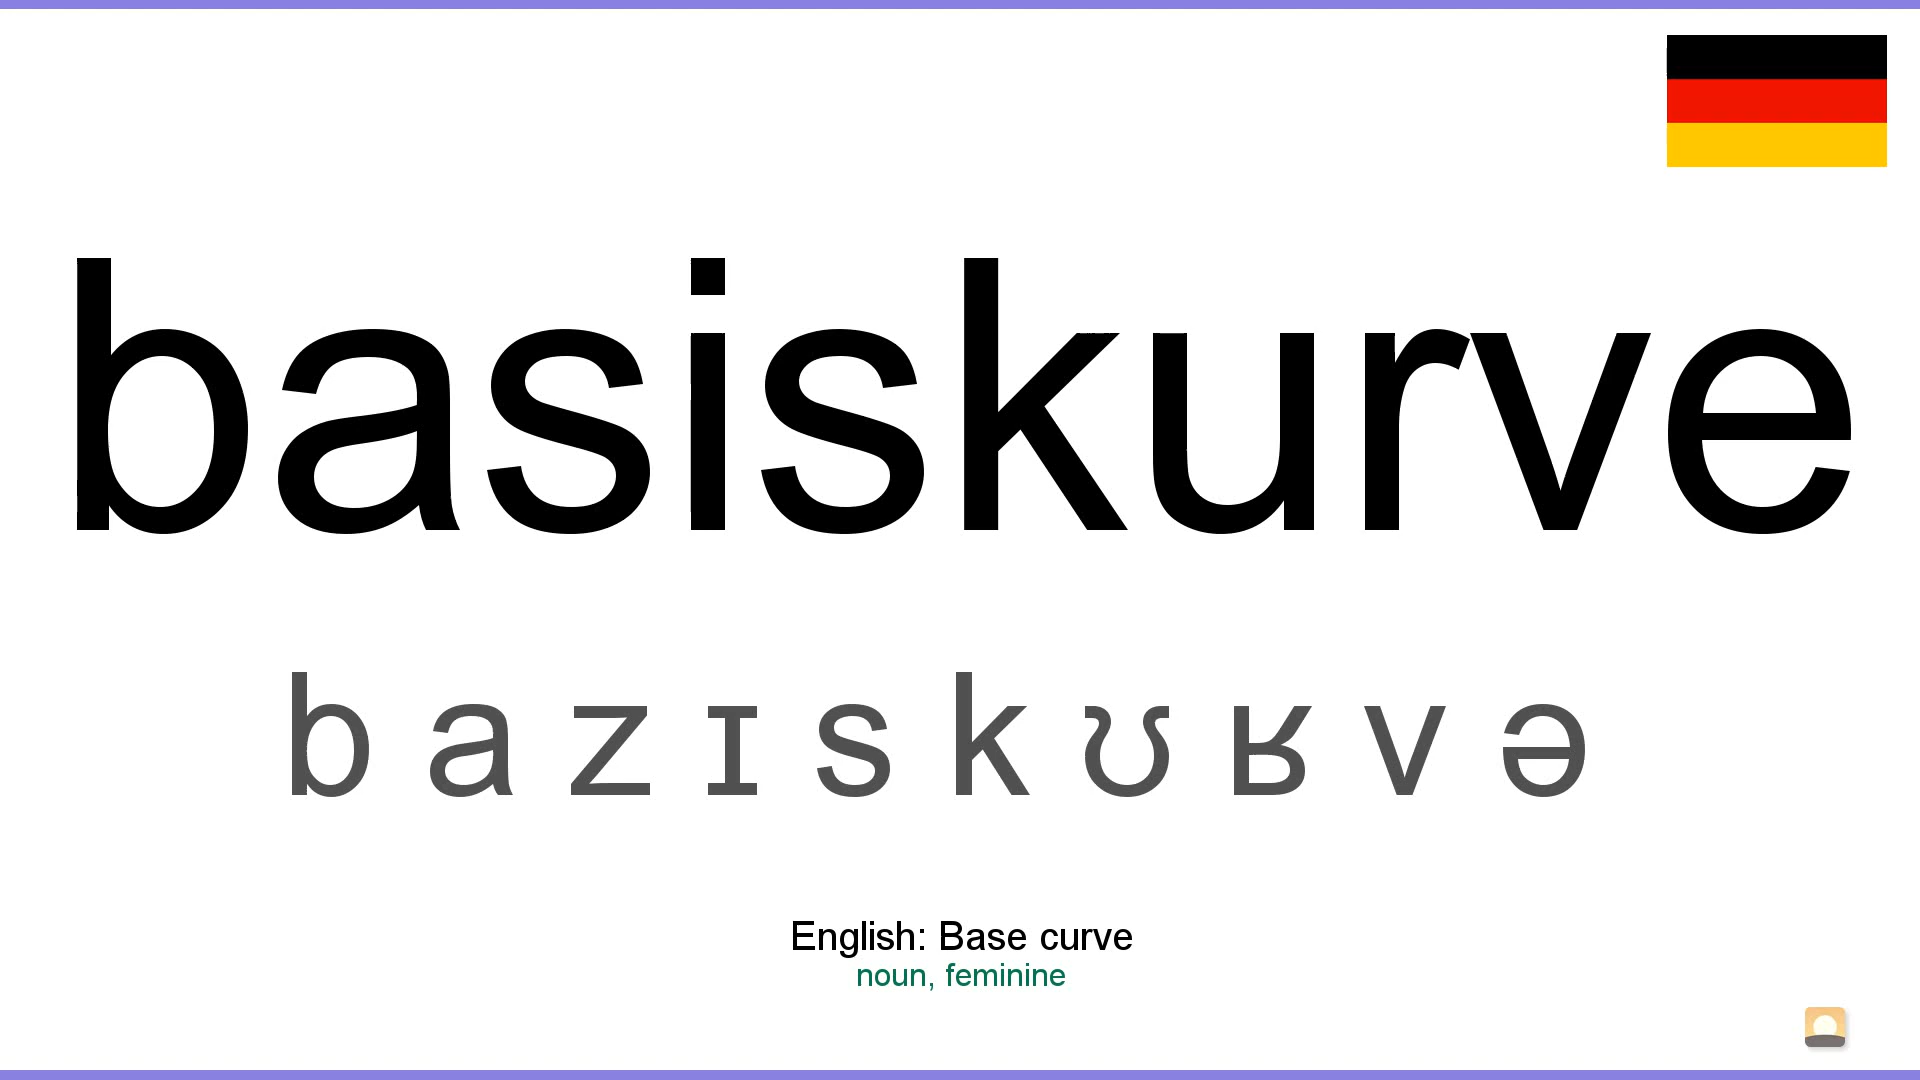 basiskurve
b a z ɪ s k ʊ ʁ v ə
English: Base curve
noun, feminine